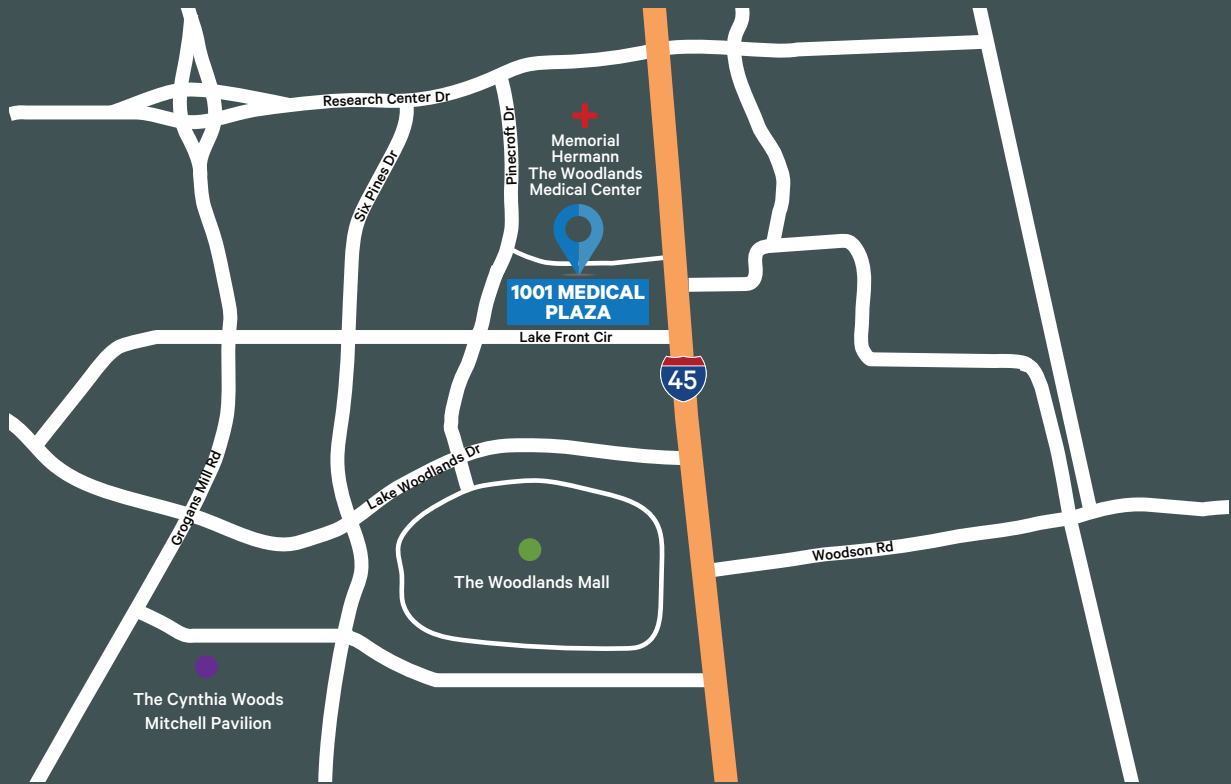 Research Center Dr
Pinecroft Dr
Six Pines Dr
Memorial
Hermann
The Woodlands
Medical Center
1001 MEDICAL
PLAZA
Lake Front Cir
45
Lake Woodlands Dr
Grogans Mill Rd
Woodson Rd
The Woodlands Mall
The Cynthia Woods
Mitchell Pavilion